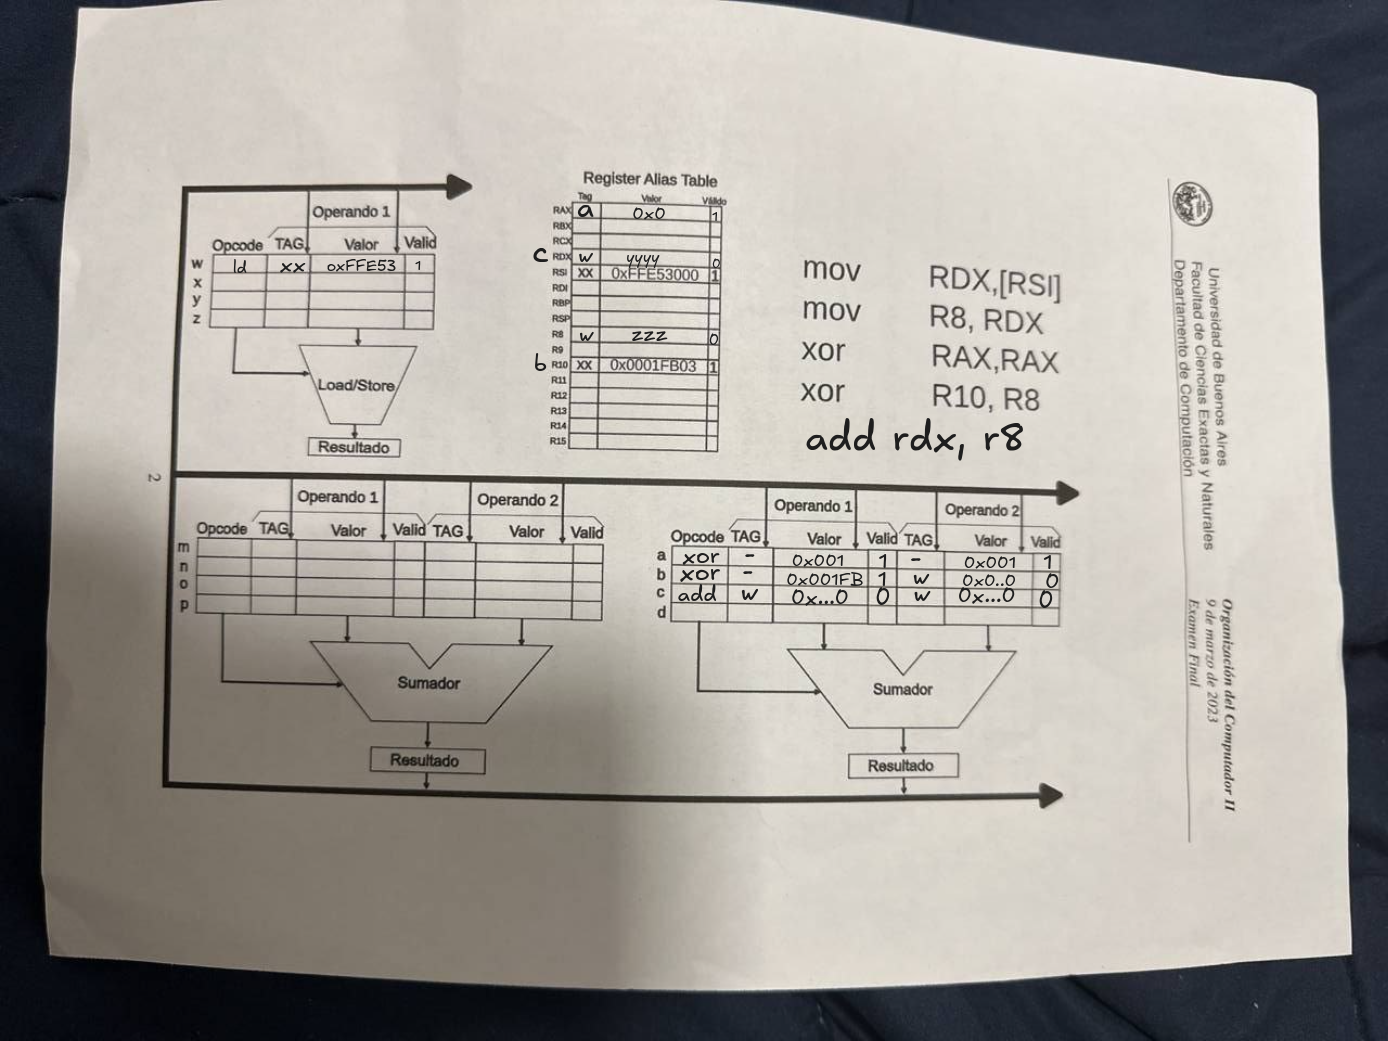 Operando 1
Opcode TAG Valor Valid
w ld xx 0xFFE53 1
x
y
z
Load/Store
Resultado
Register Alias Table
Tag Valor Válido
RAX a 0x0 1
RBX
RCX
c RDX w yyyy 0
RSI xx 0xFFE53000 1
RDI
RBP
RSP
R8 w zzz 0
R9
b R10 xx 0x0001FB03 1
R11
R12
R13
R14
R15
mov RDX,[RSI]
mov R8, RDX
xor RAX,RAX
xor R10, R8
add rdx, r8
Universidad de Buenos Aires
Facultad de Ciencias Exactas y Naturales
Departamento de Computación
Organización del Computador II
9 de marzo de 2023
Examen Final
2
Operando 1 Operando 2
Opcode TAG Valor Valid TAG Valor Valid
m
n
o
p
Sumador
Resultado
Operando 1 Operando 2
Opcode TAG Valor Valid TAG Valor Valid
a xor - 0x001 1 - 0x001 1
b xor - 0x001FB 1 w 0x0..0 0
c add w 0x...0 0 w 0x...0 0
d
Sumador
Resultado